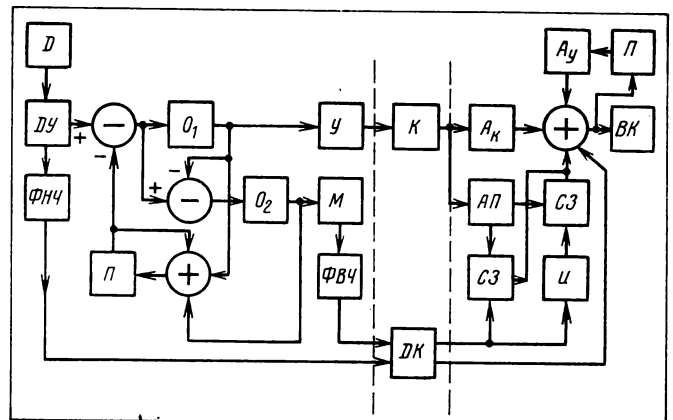 Д
Ау
П
ДУ
+
−
О₁
У
К
Ак
+
ВК
−
−
ФНЧ
+
−
О₂
М
АП
СЗ
П
+
ФВЧ
СЗ
И
ДК